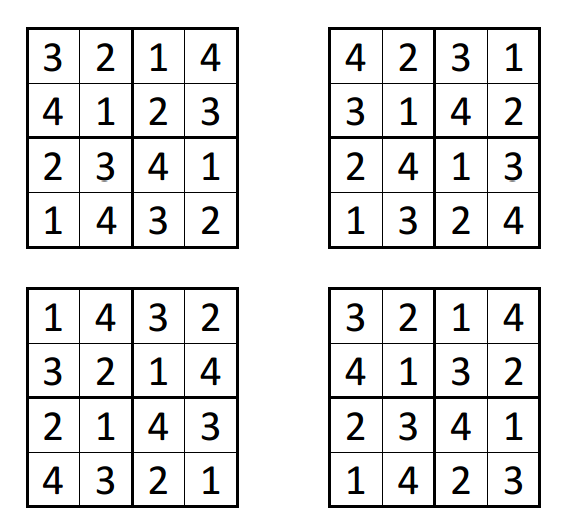 3 2 1 4
4 1 2 3
2 3 4 1
1 4 3 2
4 2 3 1
3 1 4 2
2 4 1 3
1 3 2 4
1 4 3 2
3 2 1 4
2 1 4 3
4 3 2 1
3 2 1 4
4 1 3 2
2 3 4 1
1 4 2 3